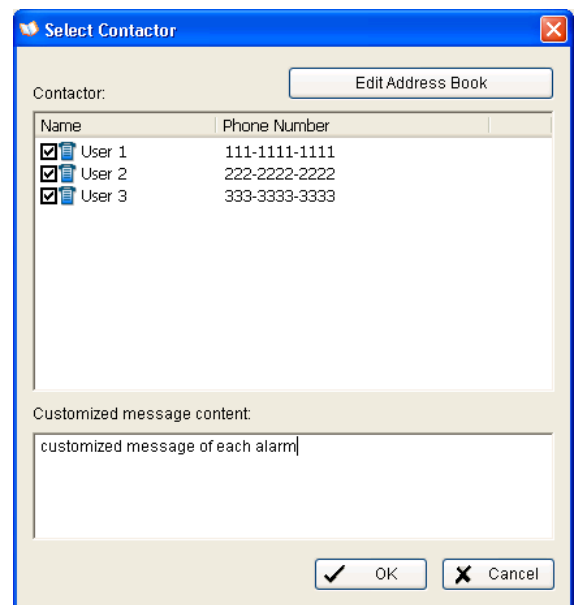 Select Contactor
Edit Address Book
Contactor:
Name Phone Number
User 1 111-1111-1111
User 2 222-2222-2222
User 3 333-3333-3333
Customized message content:
customized message of each alarm
OK Cancel